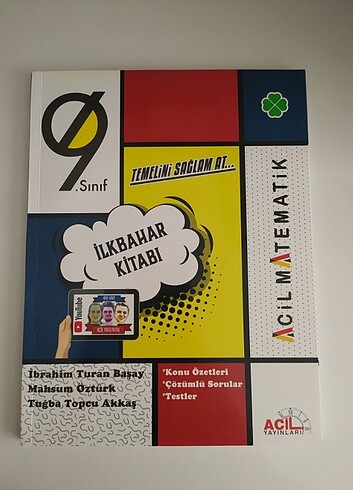 9
.Sınıf
TEMELİNİ SAĞLAM AT...
İLKBAHAR
KİTABI
ACİL MATEMATİK
YouTube
İbrahim Turan Başay
Mahsum Öztürk
Tuğba Topcu Akkaş
*Konu Özetleri
*Çözümlü Sorular
*Testler
ACİL
YAYINLARI